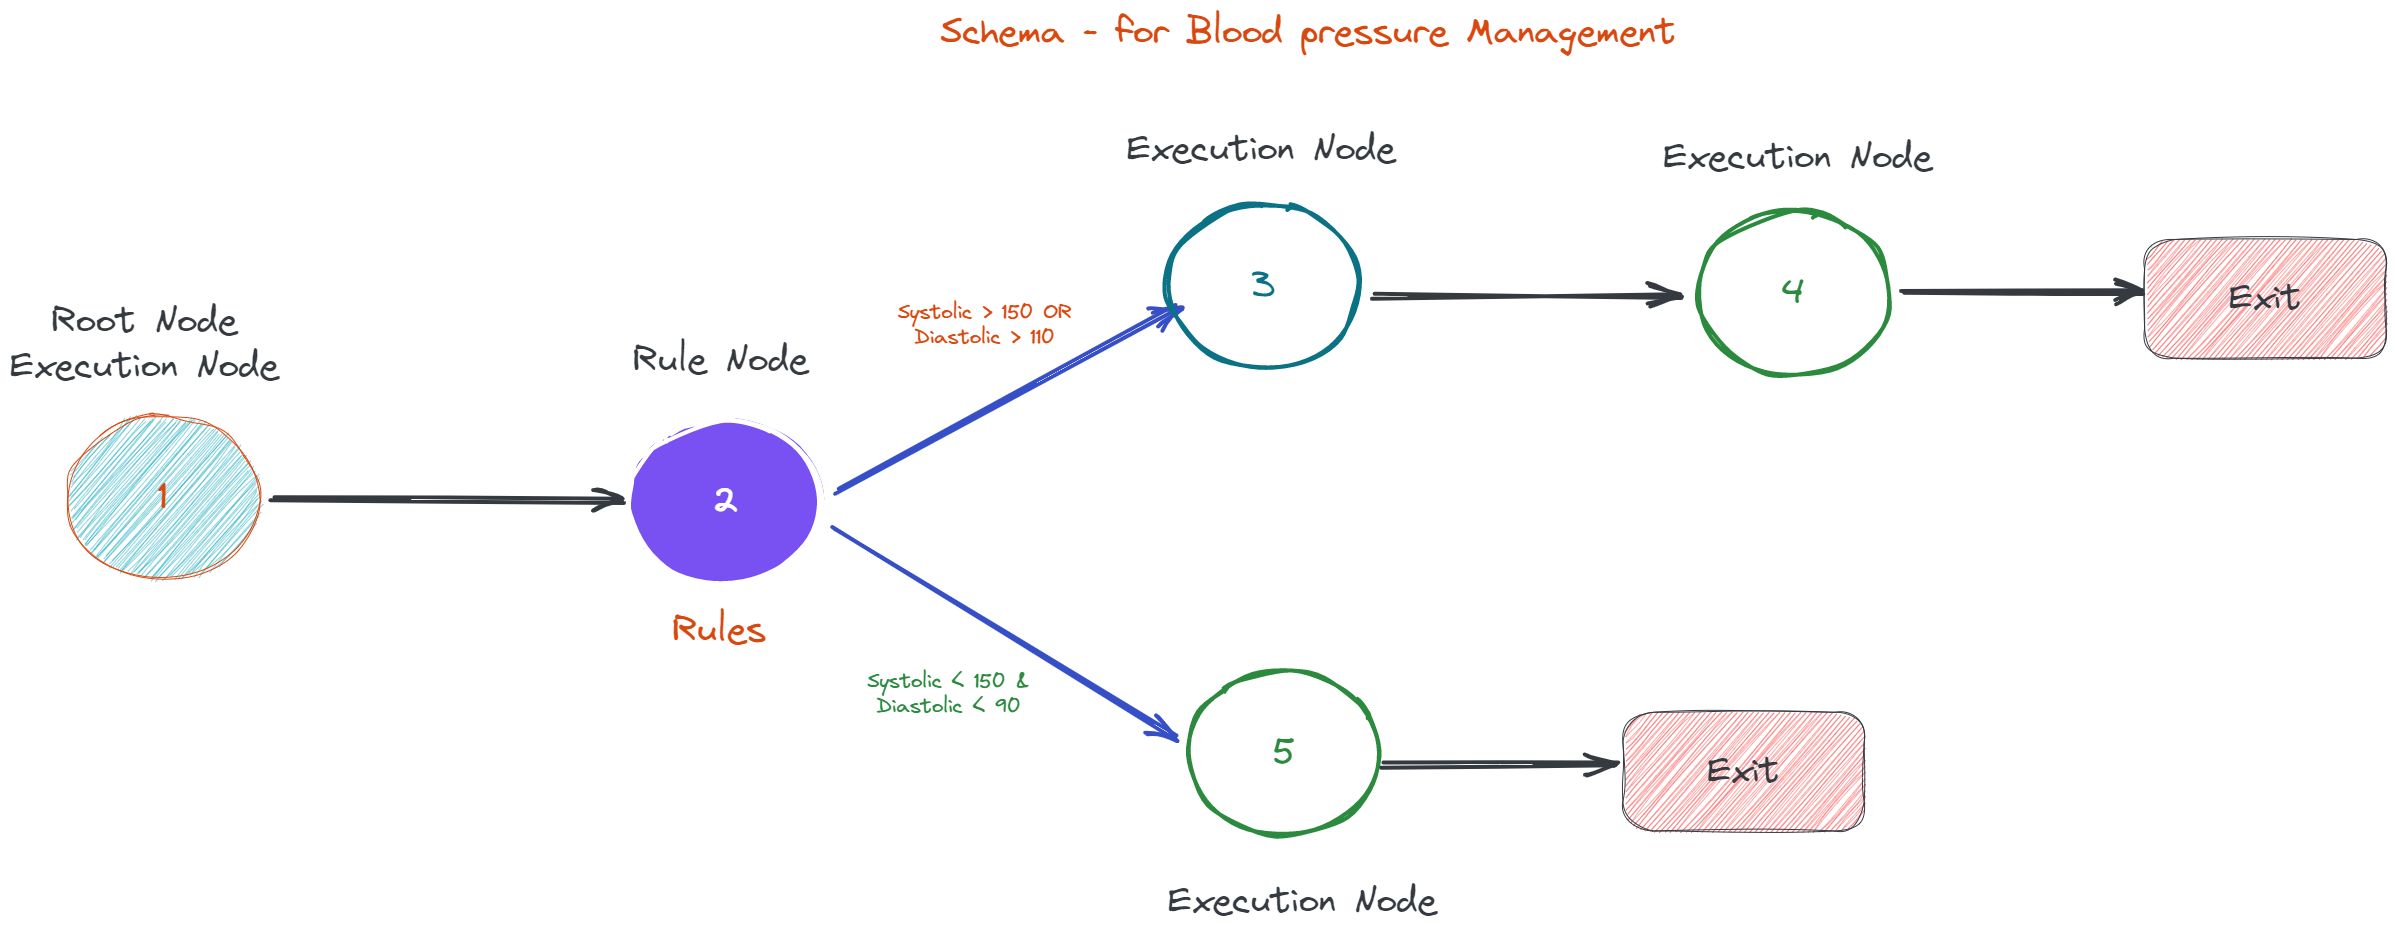 Schema - for Blood pressure Management
Execution Node
Execution Node
3
4
Exit
Systolic > 150 OR
Diastolic > 110
Root Node
Execution Node
Rule Node
1
2
Rules
Systolic < 150 &
Diastolic < 90
5
Exit
Execution Node